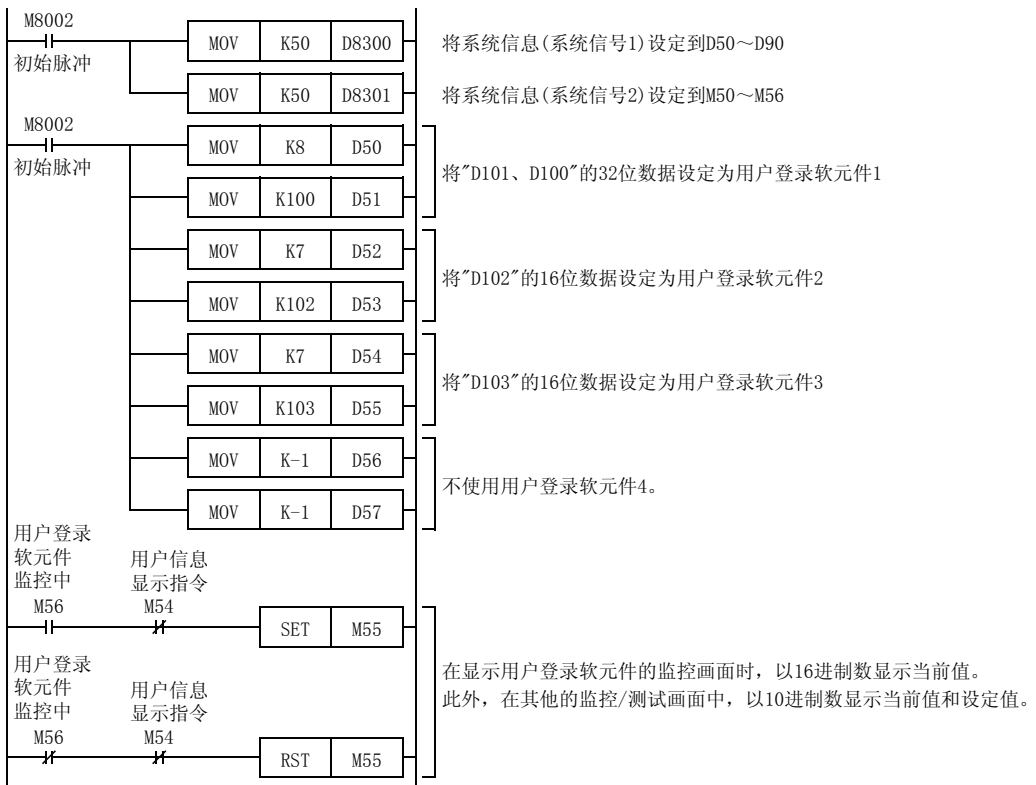 M8002
MOV K50 D8300
将系统信息(系统信号1)设定到D50～D90
初始脉冲
MOV K50 D8301
将系统信息(系统信号2)设定到M50～M56
M8002
MOV K8 D50
初始脉冲
将"D101、D100"的32位数据设定为用户登录软元件1
MOV K100 D51
MOV K7 D52
将"D102"的16位数据设定为用户登录软元件2
MOV K102 D53
MOV K7 D54
将"D103"的16位数据设定为用户登录软元件3
MOV K103 D55
MOV K-1 D56
不使用用户登录软元件4。
MOV K-1 D57
用户登录
软元件
监控中
用户信息
显示指令
M56 M54
SET M55
用户登录
软元件
监控中
用户信息
显示指令
在显示用户登录软元件的监控画面时，以16进制数显示当前值。
此外，在其他的监控/测试画面中，以10进制数显示当前值和设定值。
M56 M54
RST M55